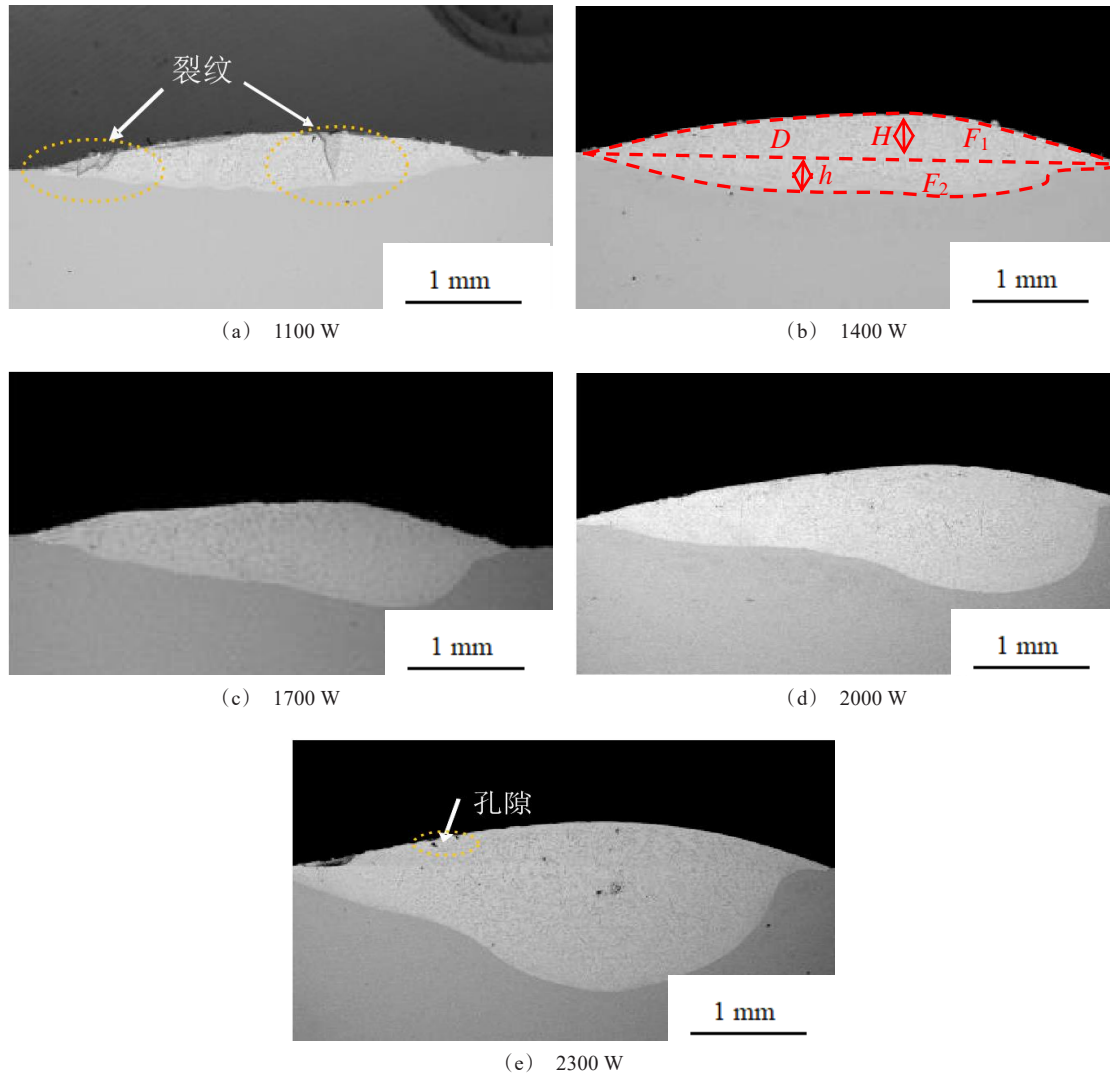 裂纹
1 mm
(a) 1100 W
D
H
F1
h
F2
1 mm
(b) 1400 W
1 mm
(c) 1700 W
1 mm
(d) 2000 W
孔隙
1 mm
(e) 2300 W